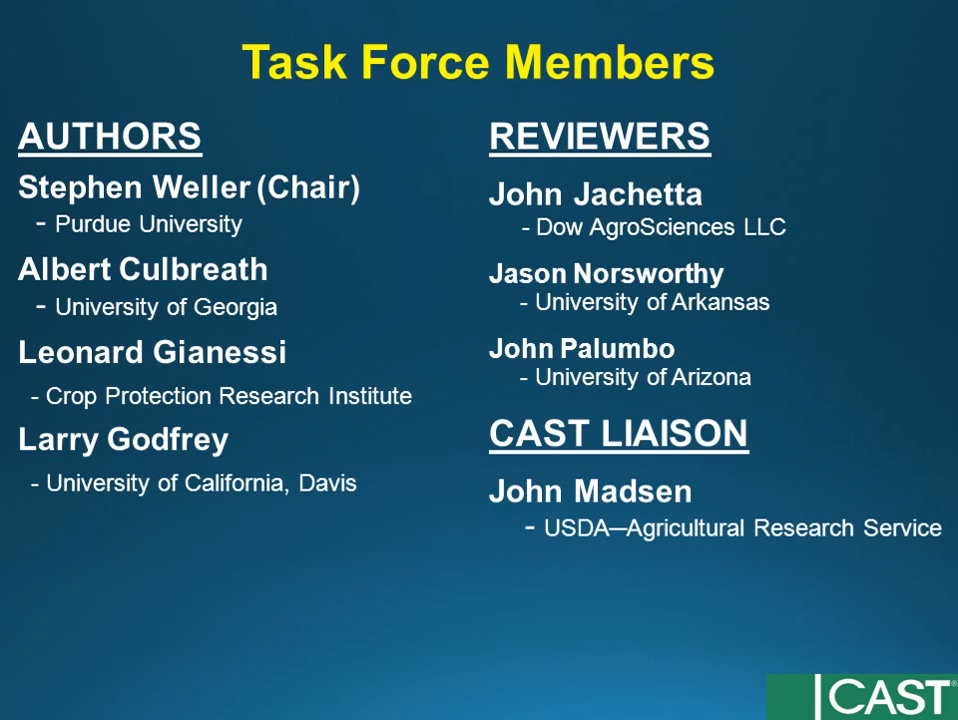 Task Force Members
AUTHORS
Stephen Weller (Chair)
- Purdue University
Albert Culbreath
- University of Georgia
Leonard Gianessi
- Crop Protection Research Institute
Larry Godfrey
- University of California, Davis
REVIEWERS
John Jachetta
- Dow AgroSciences LLC
Jason Norsworthy
- University of Arkansas
John Palumbo
- University of Arizona
CAST LIAISON
John Madsen
- USDA—Agricultural Research Service
CAST®